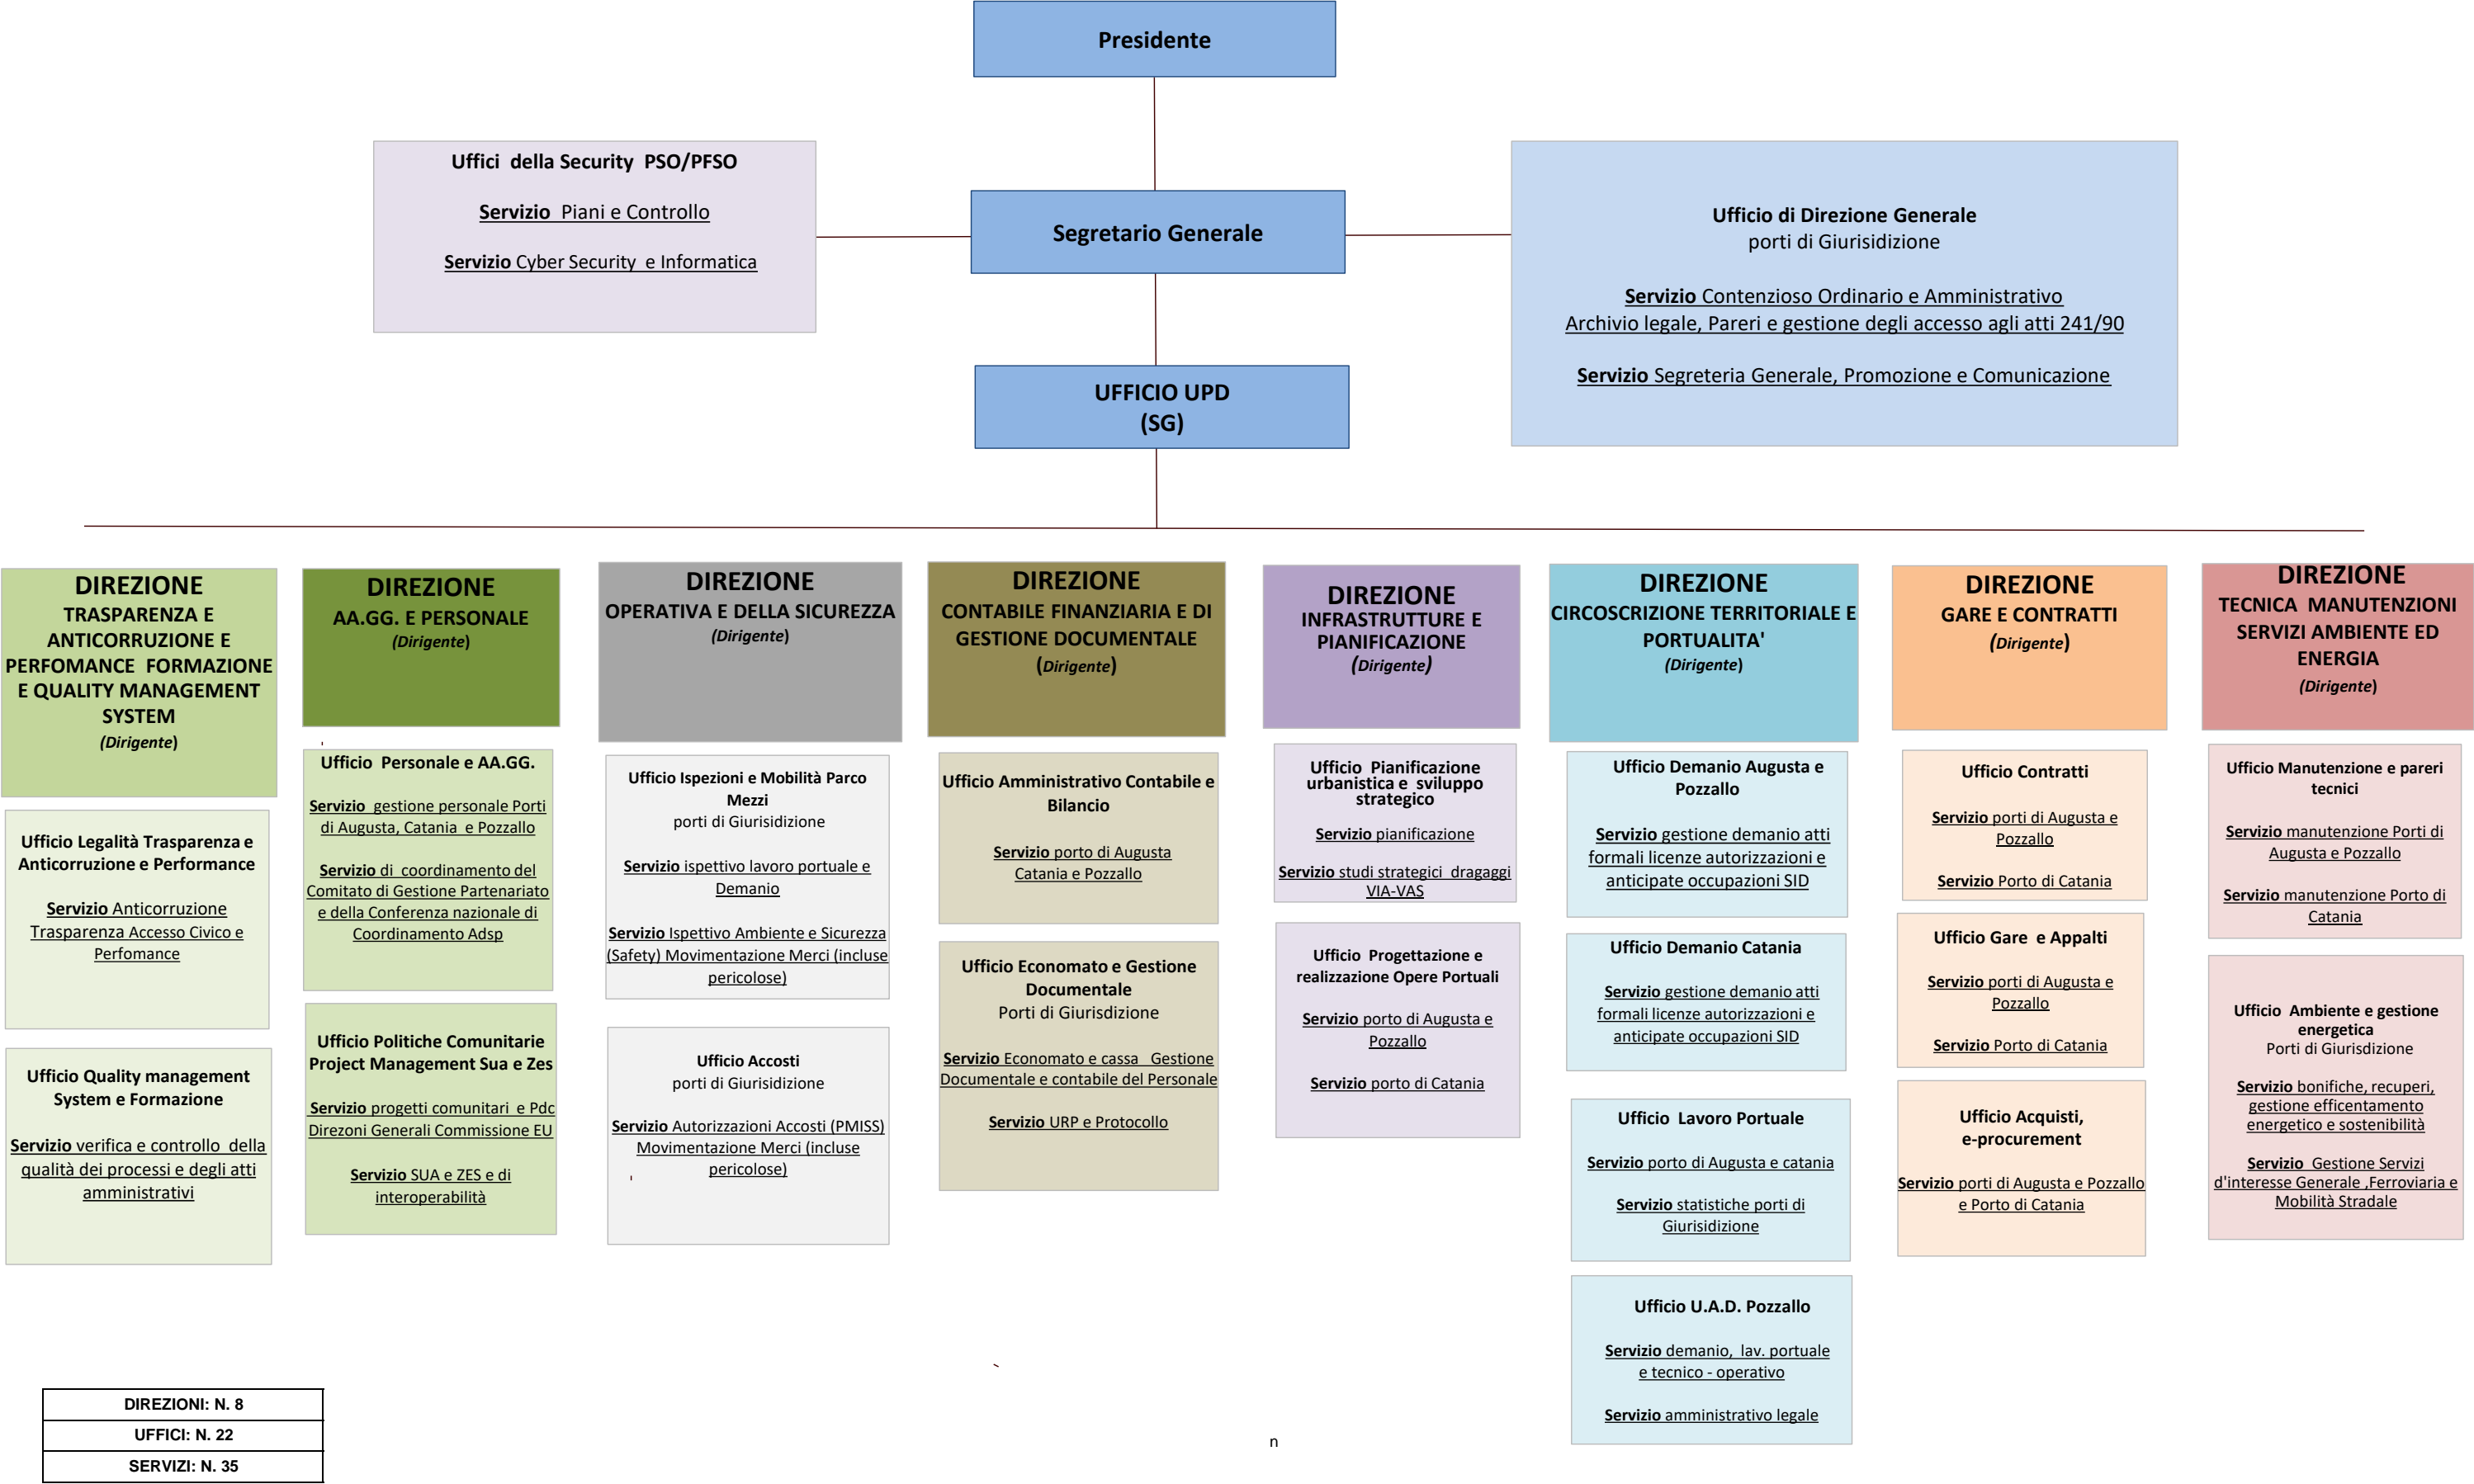 Presidente
Uffici della Security PSO/PFSO
Servizio Piani e Controllo
Servizio Cyber Security e Informatica
Segretario Generale
Ufficio di Direzione Generale
porti di Giurisidizione
Servizio Contenzioso Ordinario e Amministrativo
Archivio legale, Pareri e gestione degli accesso agli atti 241/90
Servizio Segreteria Generale, Promozione e Comunicazione
UFFICIO UPD
(SG)
DIREZIONE
TRASPARENZA E
ANTICORRUZIONE E
PERFOMANCE FORMAZIONE
E QUALITY MANAGEMENT
SYSTEM
(Dirigente)
Ufficio Legalità Trasparenza e
Anticorruzione e Performance
Servizio Anticorruzione
Trasparenza Accesso Civico e
Perfomance
Ufficio Quality management
System e Formazione
Servizio verifica e controllo della
qualità dei processi e degli atti
amministrativi
DIREZIONE
AA.GG. E PERSONALE
(Dirigente)
Ufficio Personale e AA.GG.
Servizio gestione personale Porti
di Augusta, Catania e Pozzallo
Servizio di coordinamento del
Comitato di Gestione Partenariato
e della Conferenza nazionale di
Coordinamento Adsp
Ufficio Politiche Comunitarie
Project Management Sua e Zes
Servizio progetti comunitari e Pdc
Direzoni Generali Commissione EU
Servizio SUA e ZES e di
interoperabilità
DIREZIONE
OPERATIVA E DELLA SICUREZZA
(Dirigente)
Ufficio Ispezioni e Mobilità Parco
Mezzi
porti di Giurisidizione
Servizio ispettivo lavoro portuale e
Demanio
Servizio Ispettivo Ambiente e Sicurezza
(Safety) Movimentazione Merci (incluse
pericolose)
Ufficio Accosti
porti di Giurisidizione
Servizio Autorizzazioni Accosti (PMISS)
Movimentazione Merci (incluse
pericolose)
DIREZIONE
CONTABILE FINANZIARIA E DI
GESTIONE DOCUMENTALE
(Dirigente)
Ufficio Amministrativo Contabile e
Bilancio
Servizio porto di Augusta
Catania e Pozzallo
Ufficio Economato e Gestione
Documentale
Porti di Giurisdizione
Servizio Economato e cassa Gestione
Documentale e contabile del Personale
Servizio URP e Protocollo
DIREZIONE
INFRASTRUTTURE E
PIANIFICAZIONE
(Dirigente)
Ufficio Pianificazione
urbanistica e sviluppo
strategico
Servizio pianificazione
Servizio studi strategici dragaggi
VIA-VAS
Ufficio Progettazione e
realizzazione Opere Portuali
Servizio porto di Augusta e
Pozzallo
Servizio porto di Catania
DIREZIONE
CIRCOSCRIZIONE TERRITORIALE E
PORTUALITA'
(Dirigente)
Ufficio Demanio Augusta e
Pozzallo
Servizio gestione demanio atti
formali licenze autorizzazioni e
anticipate occupazioni SID
Ufficio Demanio Catania
Servizio gestione demanio atti
formali licenze autorizzazioni e
anticipate occupazioni SID
Ufficio Lavoro Portuale
Servizio porto di Augusta e catania
Servizio statistiche porti di
Giurisidizione
Ufficio U.A.D. Pozzallo
Servizio demanio, lav. portuale
e tecnico - operativo
Servizio amministrativo legale
DIREZIONE
GARE E CONTRATTI
(Dirigente)
Ufficio Contratti
Servizio porti di Augusta e
Pozzallo
Servizio Porto di Catania
Ufficio Gare e Appalti
Servizio porti di Augusta e
Pozzallo
Servizio Porto di Catania
Ufficio Acquisti,
e-procurement
Servizio porti di Augusta e Pozzallo
e Porto di Catania
DIREZIONE
TECNICA MANUTENZIONI
SERVIZI AMBIENTE ED
ENERGIA
(Dirigente)
Ufficio Manutenzione e pareri
tecnici
Servizio manutenzione Porti di
Augusta e Pozzallo
Servizio manutenzione Porto di
Catania
Ufficio Ambiente e gestione
energetica
Porti di Giurisdizione
Servizio bonifiche, recuperi,
gestione efficentamento
energetico e sostenibilità
Servizio Gestione Servizi
d'interesse Generale ,Ferroviaria e
Mobilità Stradale
DIREZIONI: N. 8
UFFICI: N. 22
SERVIZI: N. 35
n